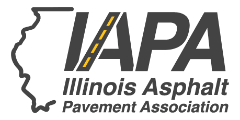 IAPA
Illinois Asphalt
Pavement Association